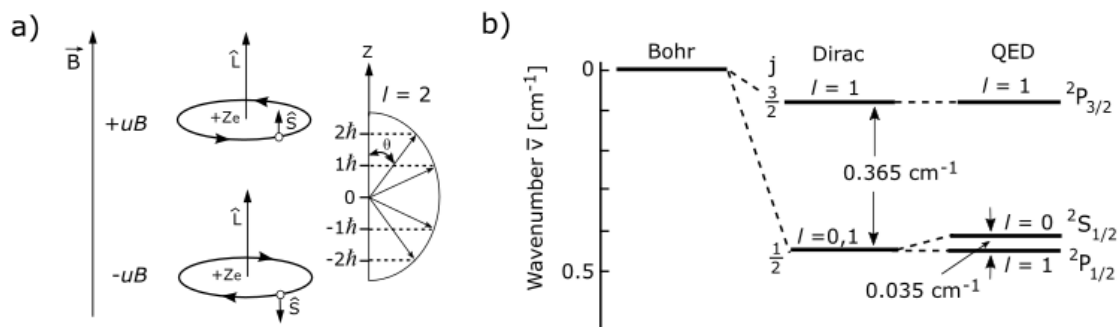 a)
B
+uB
L̂
+Ze
ŝ
-uB
L̂
+Ze
ŝ
z
l = 2
2ℏ
θ
1ℏ
0
-1ℏ
-2ℏ
b)
Bohr
Dirac
QED
Wavenumber ν̅ [cm⁻¹]
0
0.5
j
3/2
l = 1
l = 1
²P₃/₂
0.365 cm⁻¹
1/2
l =0,1
l = 0
²S₁/₂
l = 1
²P₁/₂
0.035 cm⁻¹